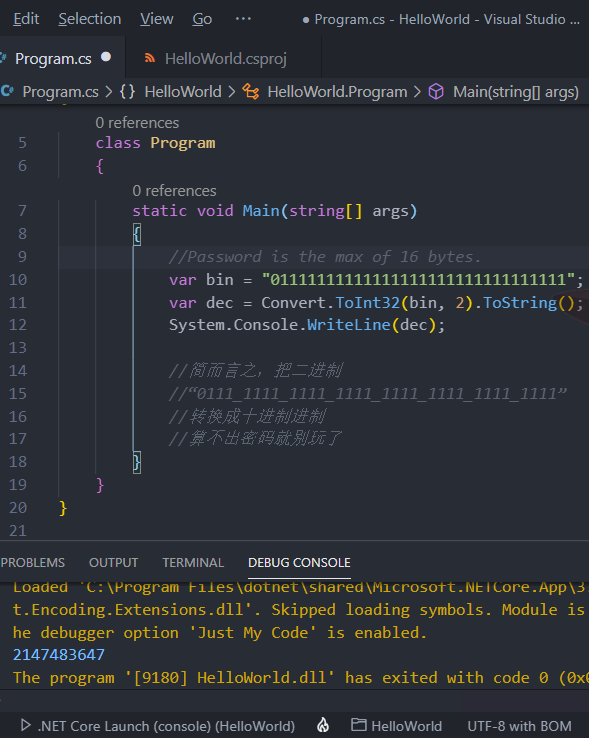 Edit Selection View Go ··· ● Program.cs - HelloWorld - Visual Studio ...
Program.cs ● HelloWorld.csproj
Program.cs > {} HelloWorld > HelloWorld.Program > Main(string[] args)
0 references
5 class Program
6 {
0 references
7 static void Main(string[] args)
8 {
9 //Password is the max of 16 bytes.
10 var bin = "01111111111111111111111111111111";
11 var dec = Convert.ToInt32(bin, 2).ToString();
12 System.Console.WriteLine(dec);
13
14 //简而言之，把二进制
15 //“0111_1111_1111_1111_1111_1111_1111_1111”
16 //转换成十进制进制
17 //算不出密码就别玩了
18 }
19 }
20 }
21
PROBLEMS OUTPUT TERMINAL DEBUG CONSOLE
Loaded 'C:\Program Files\dotnet\shared\Microsoft.NETCore.App\3.
t.Encoding.Extensions.dll'. Skipped loading symbols. Module is
he debugger option 'Just My Code' is enabled.
2147483647
The program '[9180] HelloWorld.dll' has exited with code 0 (0x0
.NET Core Launch (console) (HelloWorld) HelloWorld UTF-8 with BOM